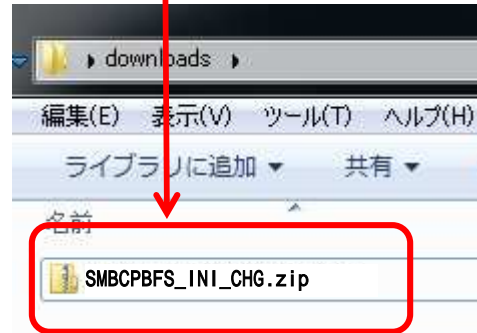 downloads
編集(E) 表示(V) ツール(T) ヘルプ(H)
ライブラリに追加 共有
名前
SMBCPBFS_INI_CHG.zip